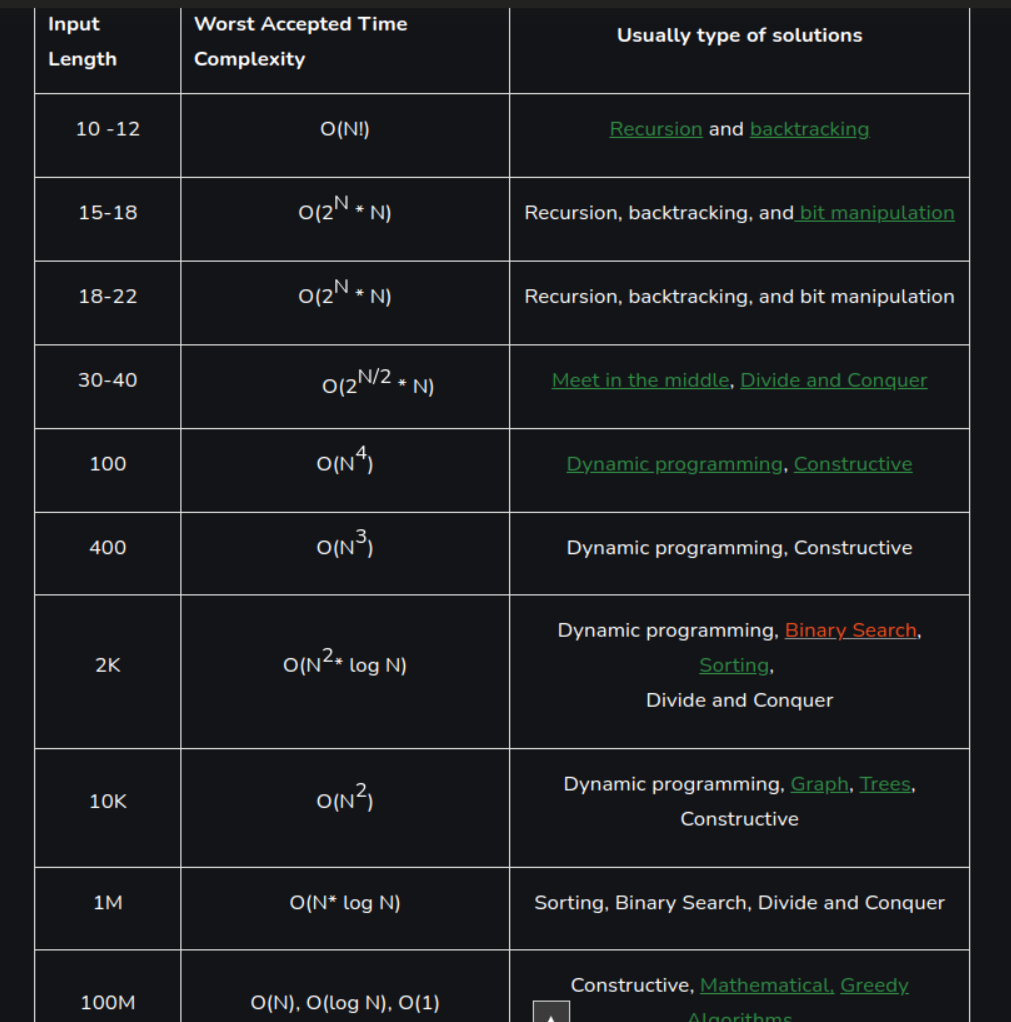 Input Length
Worst Accepted Time Complexity
Usually type of solutions
10 -12
O(N!)
Recursion and backtracking
15-18
O(2^N * N)
Recursion, backtracking, and bit manipulation
18-22
O(2^N * N)
Recursion, backtracking, and bit manipulation
30-40
O(2^N/2 * N)
Meet in the middle, Divide and Conquer
100
O(N^4)
Dynamic programming, Constructive
400
O(N^3)
Dynamic programming, Constructive
2K
O(N^2* log N)
Dynamic programming, Binary Search,
Sorting,
Divide and Conquer
10K
O(N^2)
Dynamic programming, Graph, Trees,
Constructive
1M
O(N* log N)
Sorting, Binary Search, Divide and Conquer
100M
O(N), O(log N), O(1)
Constructive, Mathematical, Greedy
Algorithms